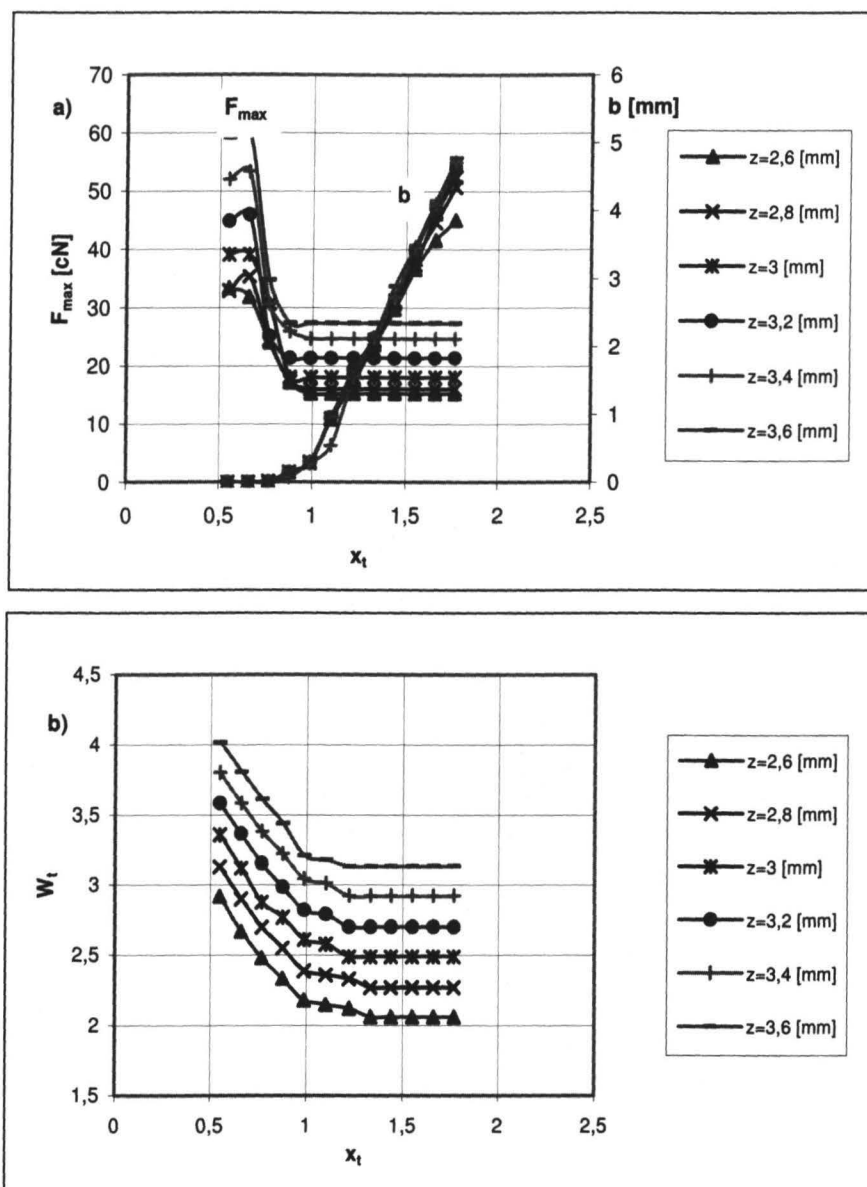 a)
F_max
b [mm]
b
F_max [cN]
70
60
50
40
30
20
10
0
6
5
4
3
2
1
0
0 0,5 1 1,5 2 2,5
x_t
z=2,6 [mm]
z=2,8 [mm]
z=3 [mm]
z=3,2 [mm]
z=3,4 [mm]
z=3,6 [mm]
b)
W_t
4,5
4
3,5
3
2,5
2
1,5
0 0,5 1 1,5 2 2,5
x_t
z=2,6 [mm]
z=2,8 [mm]
z=3 [mm]
z=3,2 [mm]
z=3,4 [mm]
z=3,6 [mm]